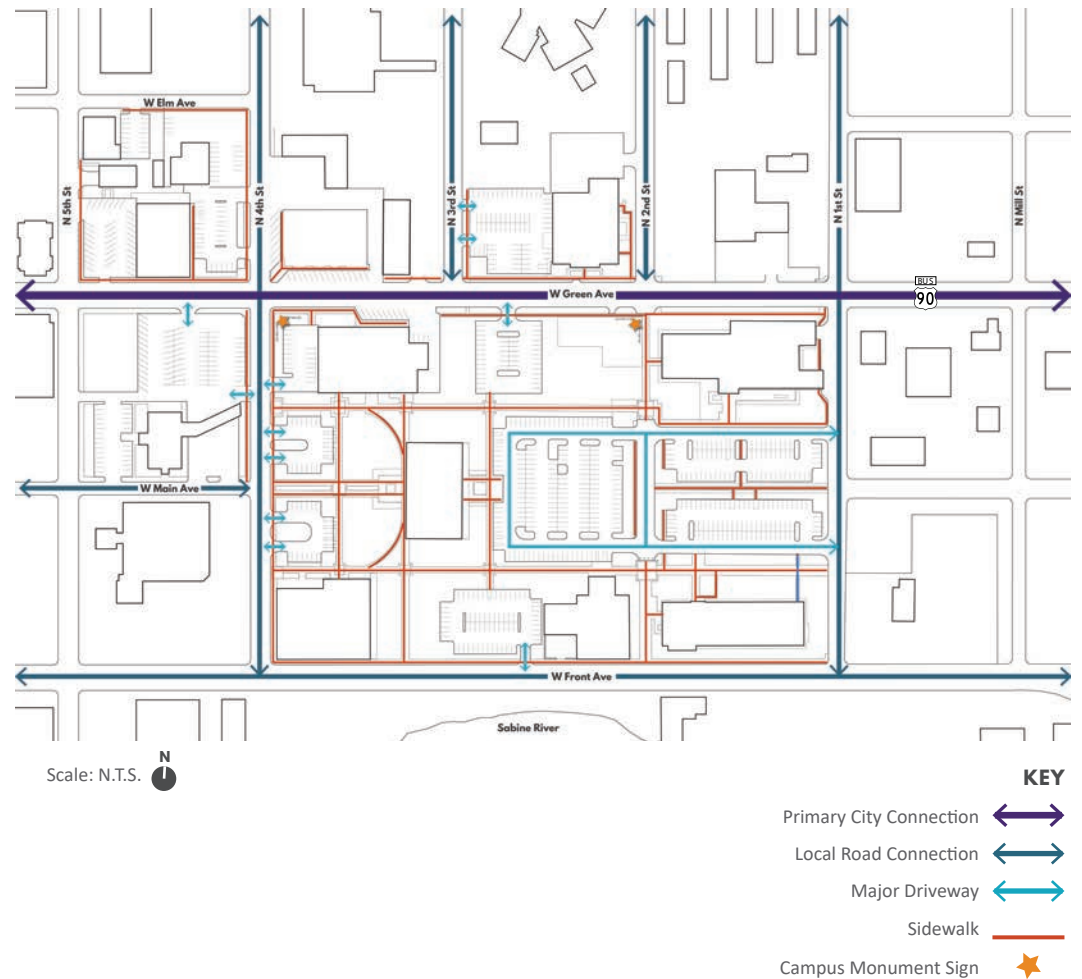 W Elm Ave
N 5th St
N 4th St
N 3rd St
N 2nd St
N 1st St
N Mill St
W Green Ave
BUS
90
W Main Ave
W Front Ave
Sabine River
Scale: N.T.S.
N
KEY
Primary City Connection
Local Road Connection
Major Driveway
Sidewalk
Campus Monument Sign